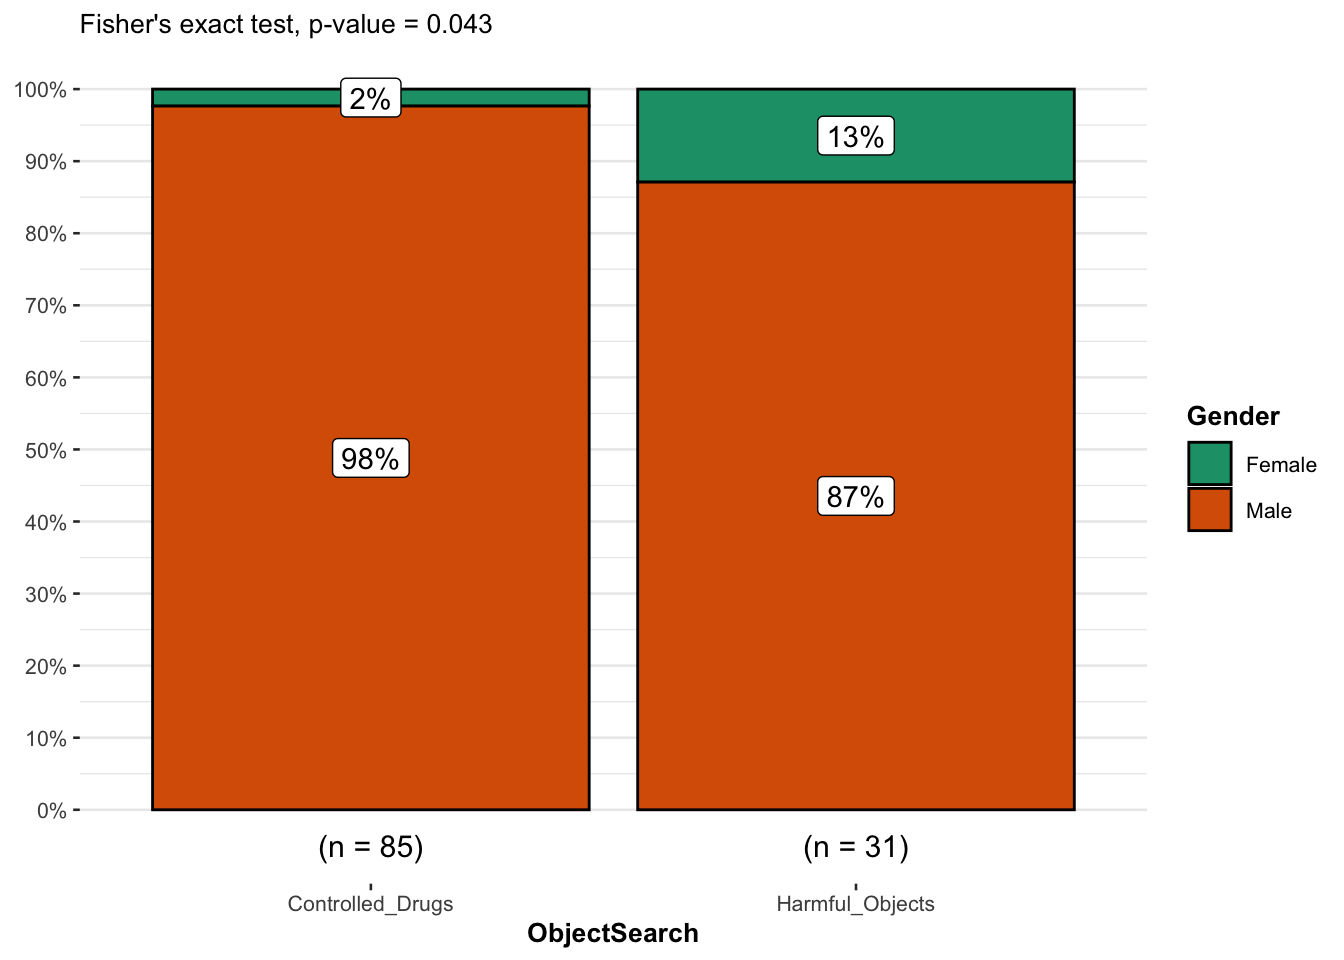 Fisher's exact test, p-value = 0.043
100%
90%
80%
70%
60%
50%
40%
30%
20%
10%
0%
2%
13%
98%
87%
(n = 85)
(n = 31)
Controlled_Drugs
Harmful_Objects
ObjectSearch
Gender
Female
Male